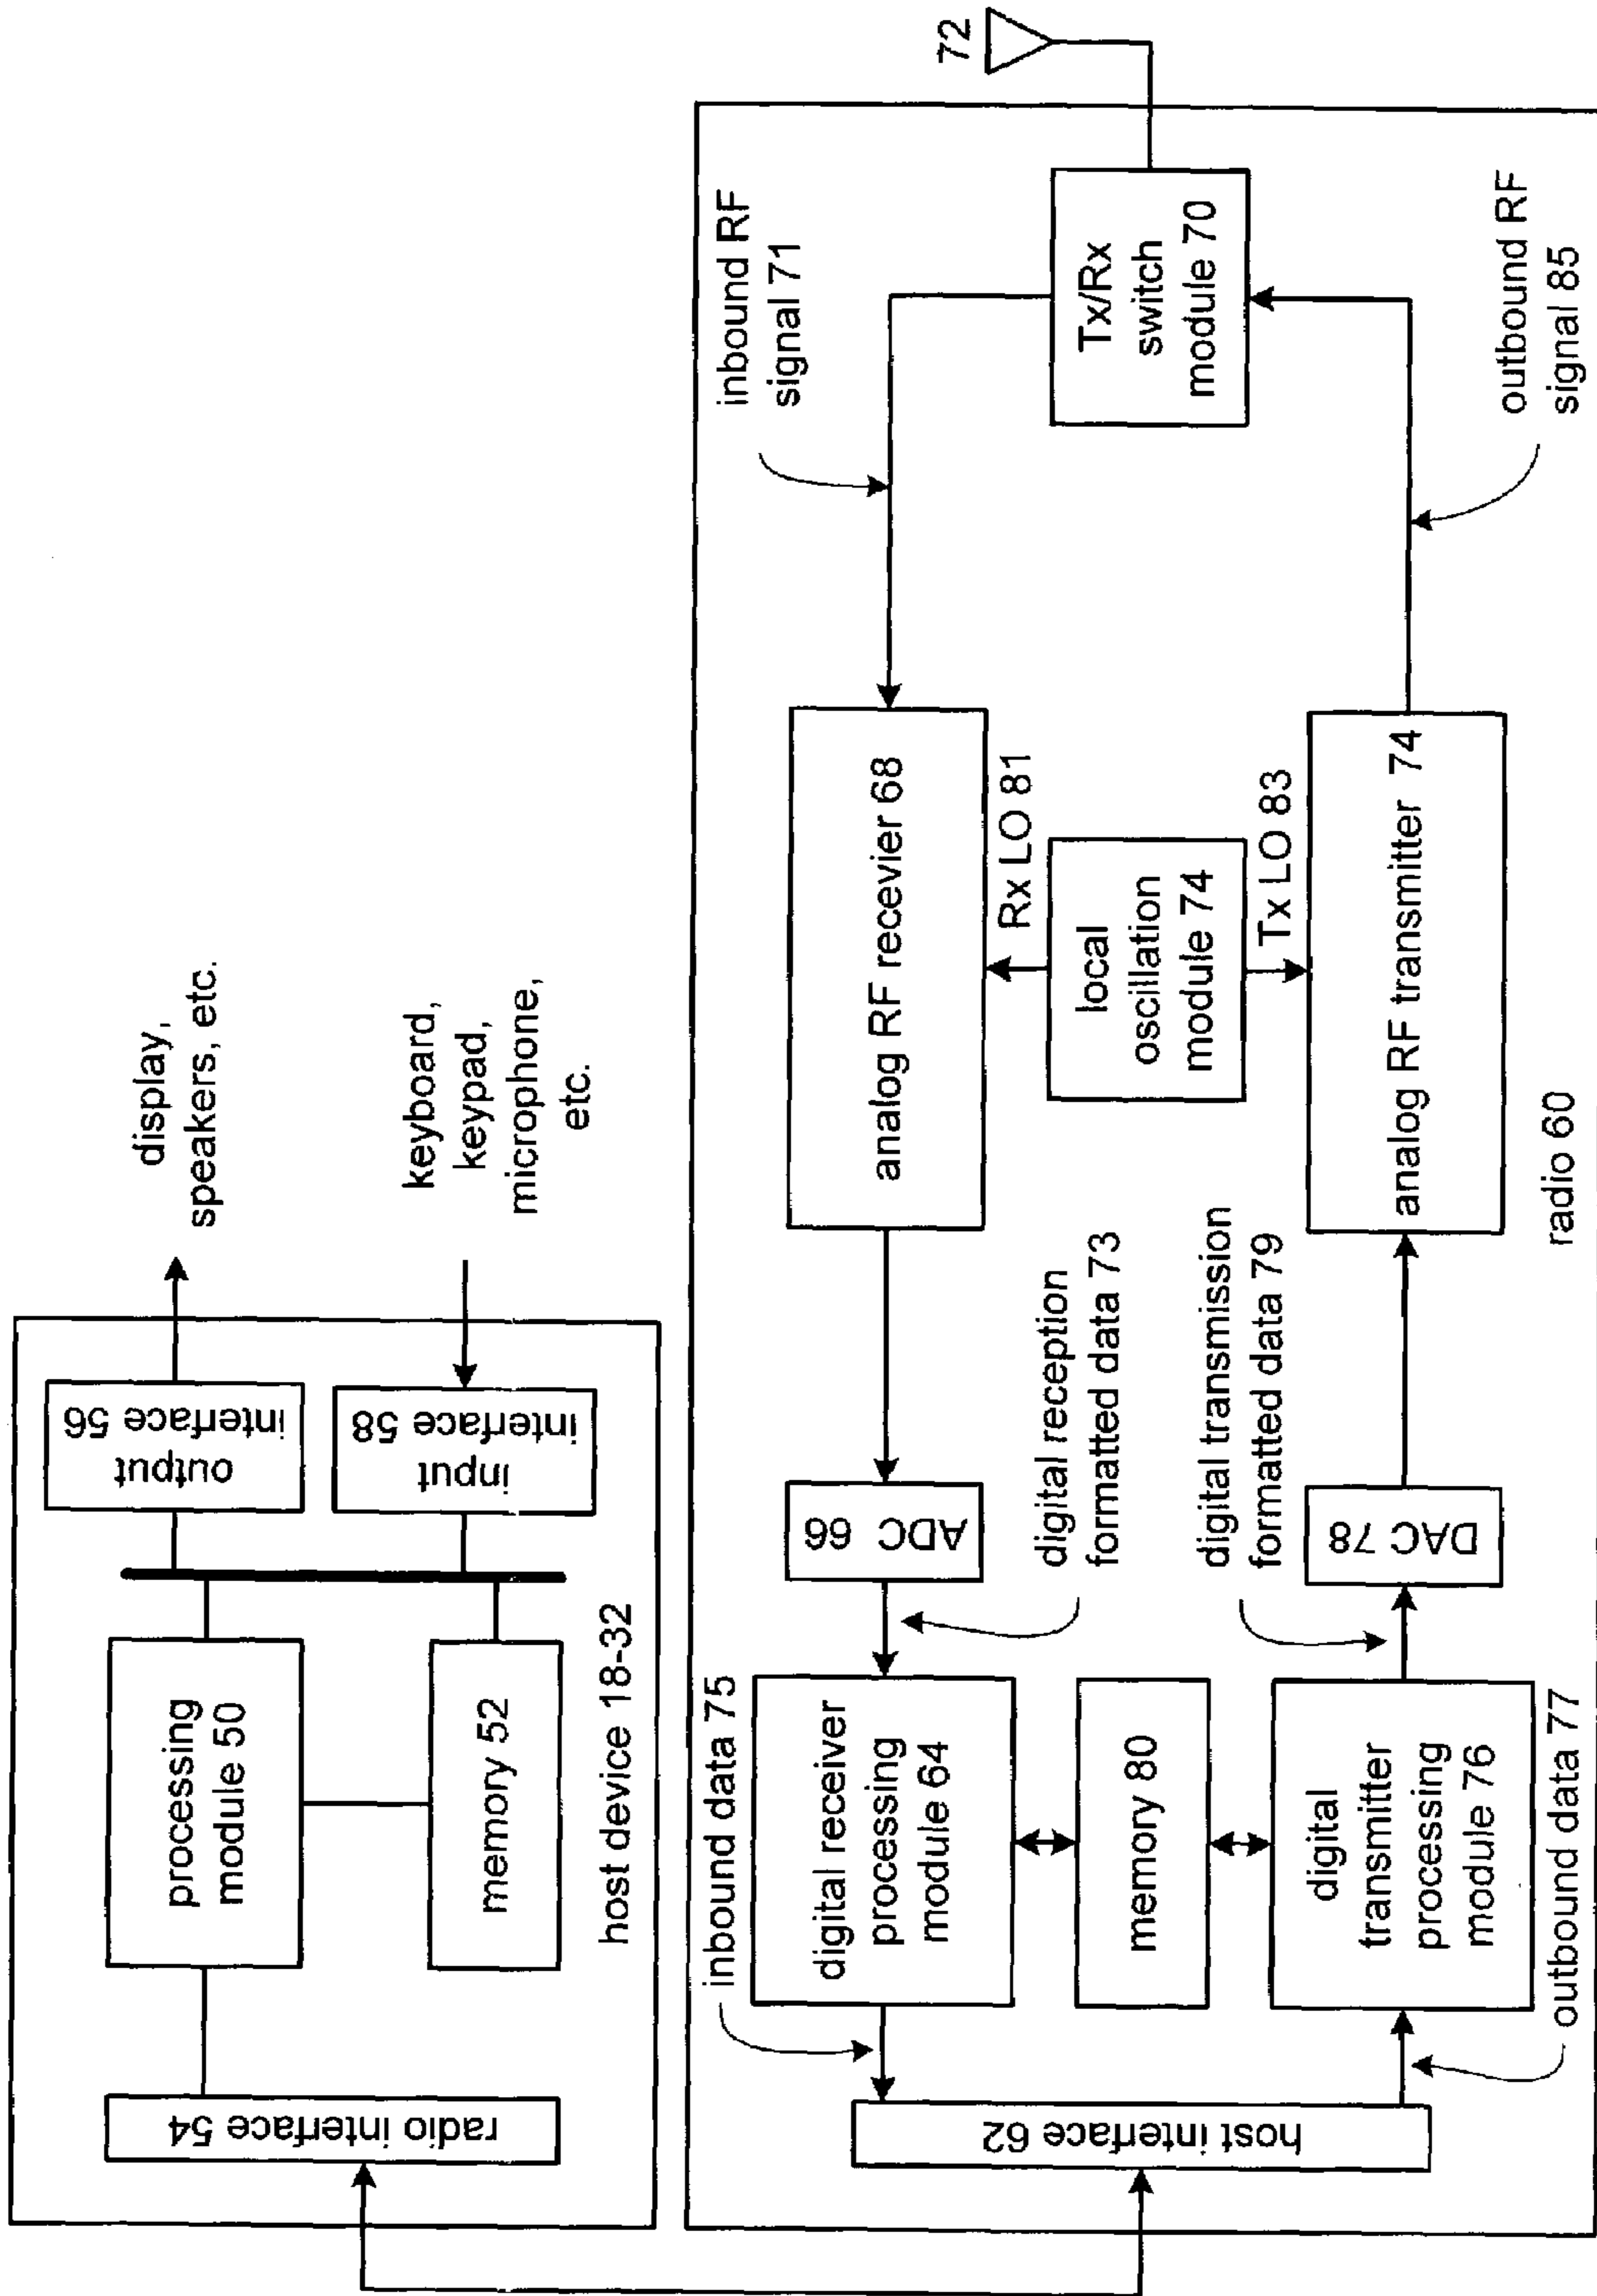 radio interface 54
processing
module 50
memory 52
output
interface 56
input
interface 58
display,
speakers, etc.
keyboard,
keypad,
microphone,
etc.
host device 18-32
inbound data 75
host interface 62
digital receiver
processing
module 64
memory 80
digital
transmitter
processing
module 76
outbound data 77
ADC 66
digital reception
formatted data 73
digital transmission
formatted data 79
DAC 78
analog RF recevier 68
Rx LO 81
local
oscillation
module 74
Tx LO 83
analog RF transmitter 74
radio 60
inbound RF
signal 71
Tx/Rx
switch
module 70
outbound RF
signal 85
72